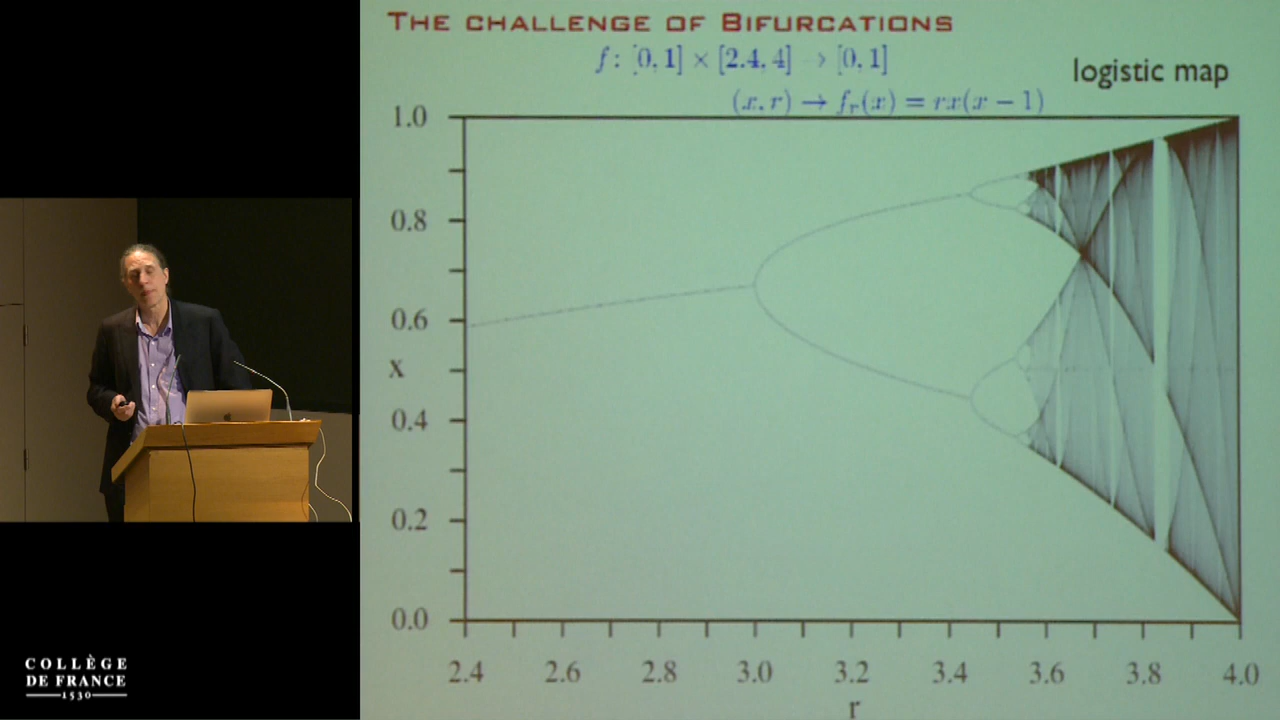 THE CHALLENGE OF BIFURCATIONS
f: [0,1] × [2.4,4] → [0,1]
(x,r) → fᵣ(x) = rx(x − 1)
logistic map
1.0
0.8
0.6
x
0.4
0.2
0.0
2.4 2.6 2.8 3.0 3.2 3.4 3.6 3.8 4.0
r
COLLÈGE
DE FRANCE
1530